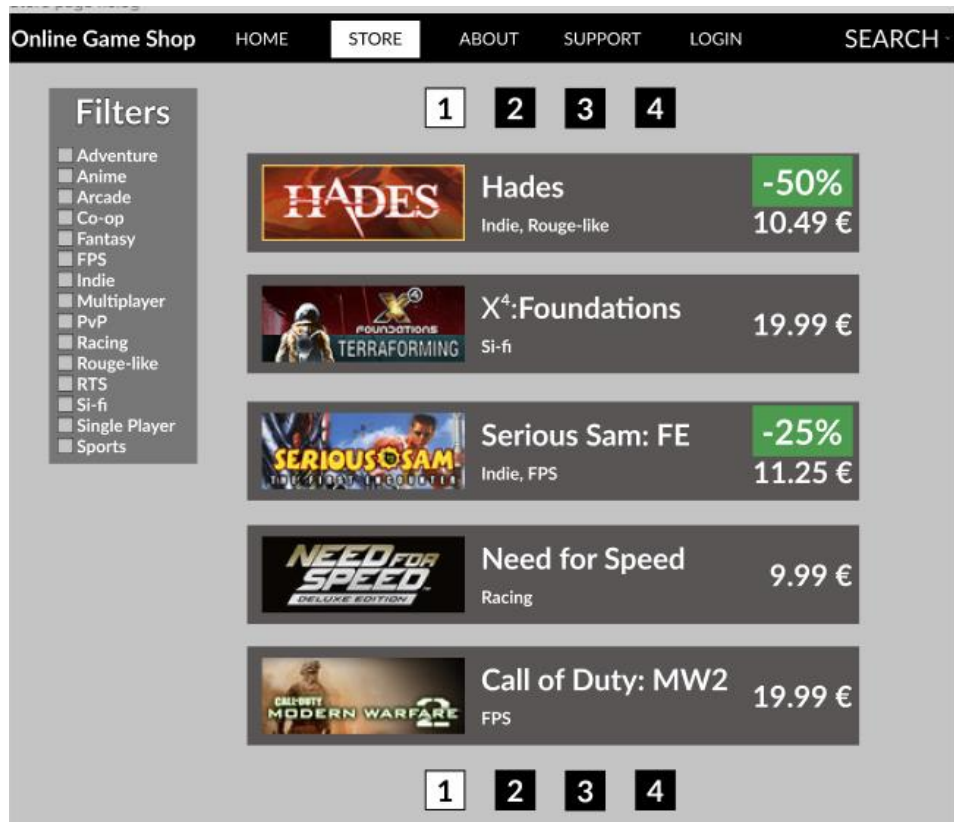 Online Game Shop HOME STORE ABOUT SUPPORT LOGIN SEARCH
Filters
Adventure
Anime
Arcade
Co-op
Fantasy
FPS
Indie
Multiplayer
PvP
Racing
Rouge-like
RTS
Si-fi
Single Player
Sports
1 2 3 4
HADES
Hades
Indie, Rouge-like
-50%
10.49 €
X4
FOUNDATIONS
TERRAFORMING
X⁴:Foundations
Si-fi
19.99 €
SERIOUS SAM
THE FIRST ENCOUNTER
Serious Sam: FE
Indie, FPS
-25%
11.25 €
NEED FOR
SPEED
DELUXE EDITION
Need for Speed
Racing
9.99 €
CALL OF DUTY
MODERN WARFARE 2
Call of Duty: MW2
FPS
19.99 €
1 2 3 4